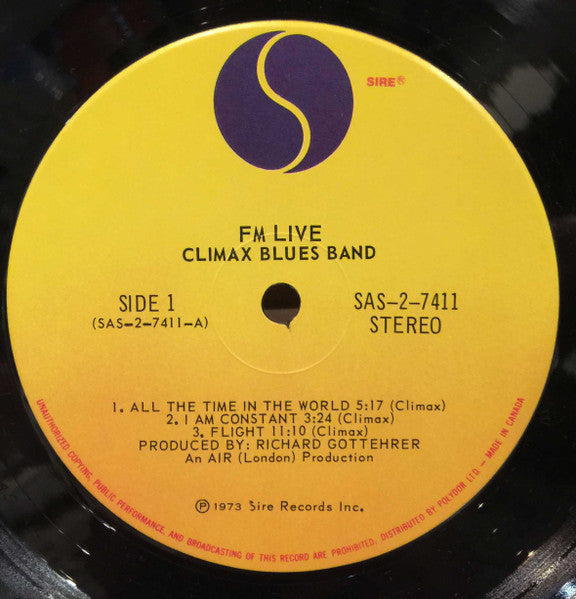 SIRE®
FM LIVE
CLIMAX BLUES BAND
SIDE 1
(SAS-2-7411-A)
SAS-2-7411
STEREO
1. ALL THE TIME IN THE WORLD 5:17 (Climax)
2. I AM CONSTANT 3:24 (Climax)
3. FLIGHT 11:10 (Climax)
PRODUCED BY: RICHARD GOTTEHRER
An AIR (London) Production
℗ 1973 Sire Records Inc.
UNAUTHORIZED COPYING, PUBLIC PERFORMANCE, AND BROADCASTING OF THIS RECORD ARE PROHIBITED, DISTRIBUTED BY POLYDOR LTD. — MADE IN CANADA